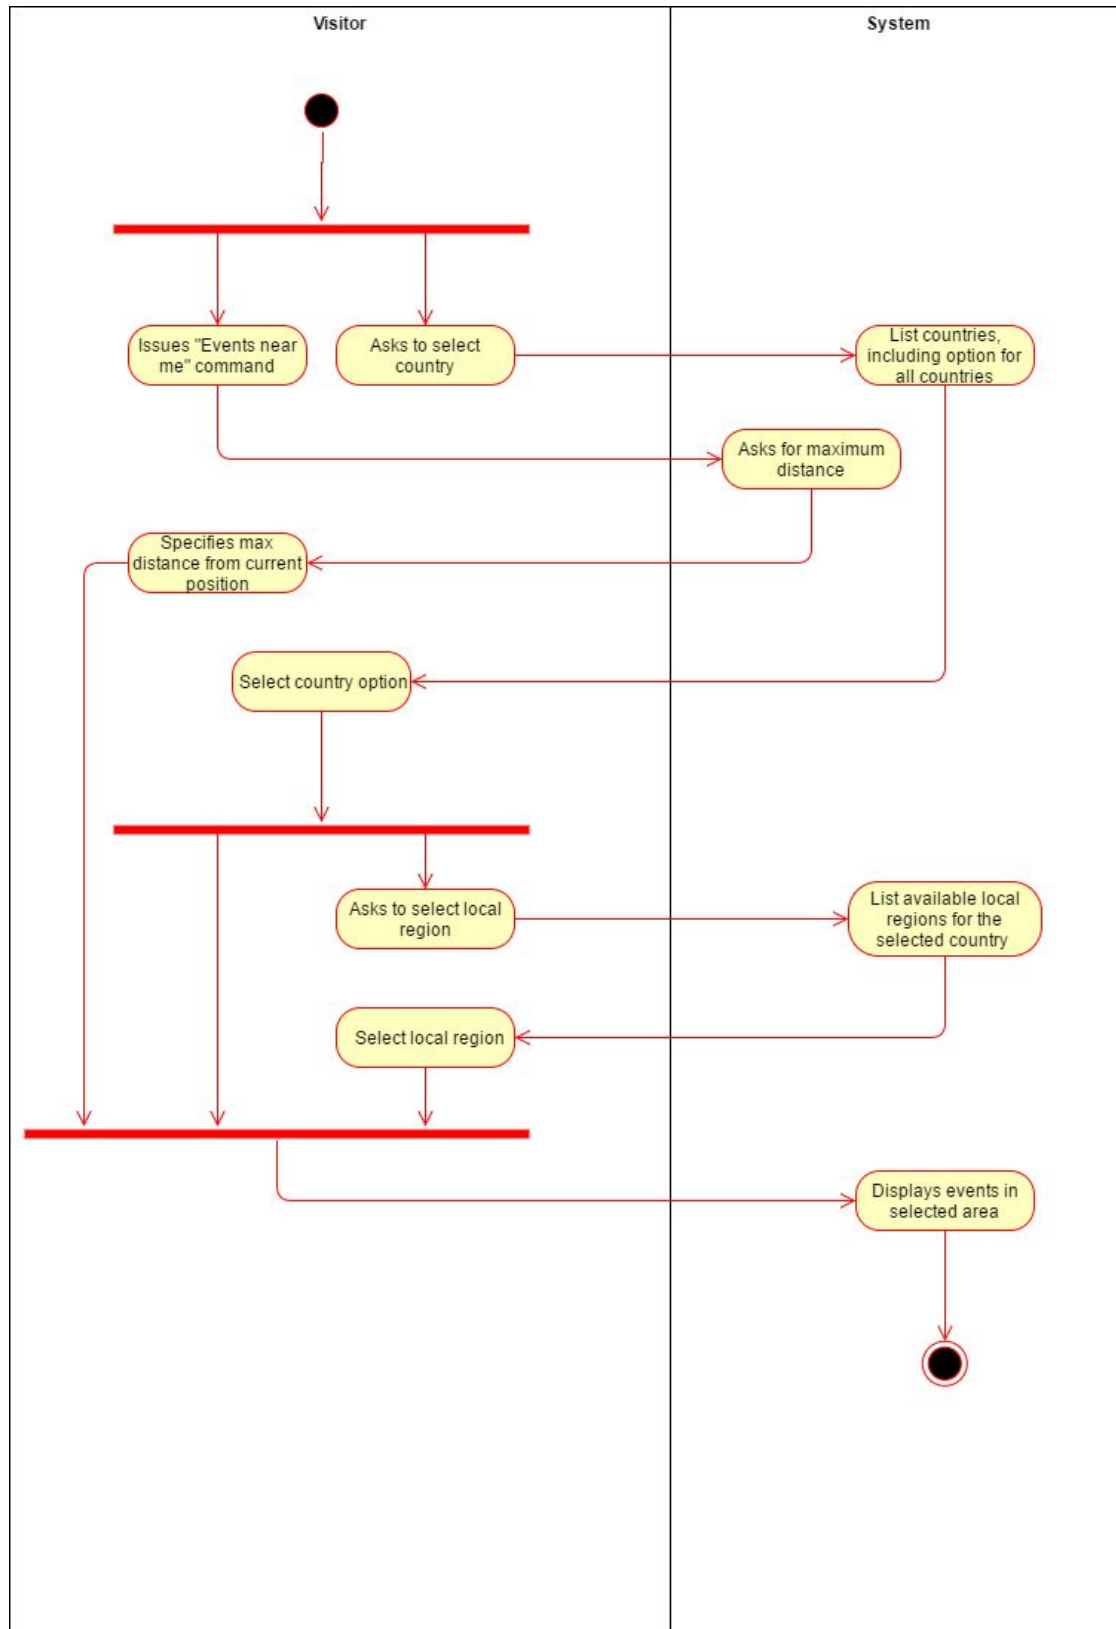 Visitor
System
Issues "Events near
me" command
Asks to select
country
List countries,
including option for
all countries
Asks for maximum
distance
Specifies max
distance from current
position
Select country option
Asks to select local
region
List available local
regions for the
selected country
Select local region
Displays events in
selected area